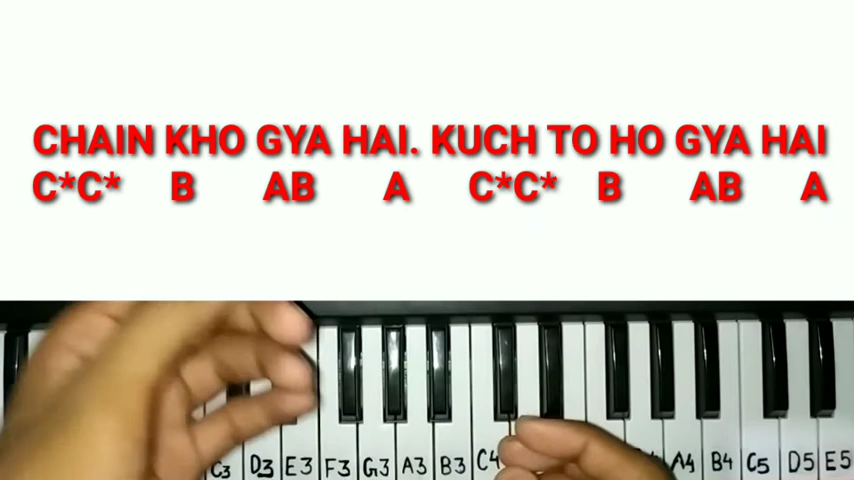 CHAIN KHO GYA HAI. KUCH TO HO GYA HAI
C*C* B AB A C*C* B AB A
C3 D3 E3 F3 G3 A3 B3 C4 A4 B4 C5 D5 E5